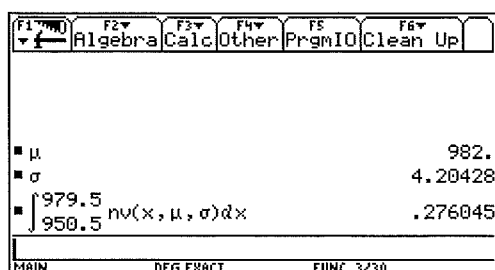 F1▼ F2▼ F3▼ F4▼ F5 F6▼
Algebra Calc Other PrgmIO Clean Up
▪ μ 982.
▪ σ 4.20428
▪ ∫ 950.5 979.5 nv(x,μ,σ)dx .276045
MAIN DEG EXACT FUNC 3/30